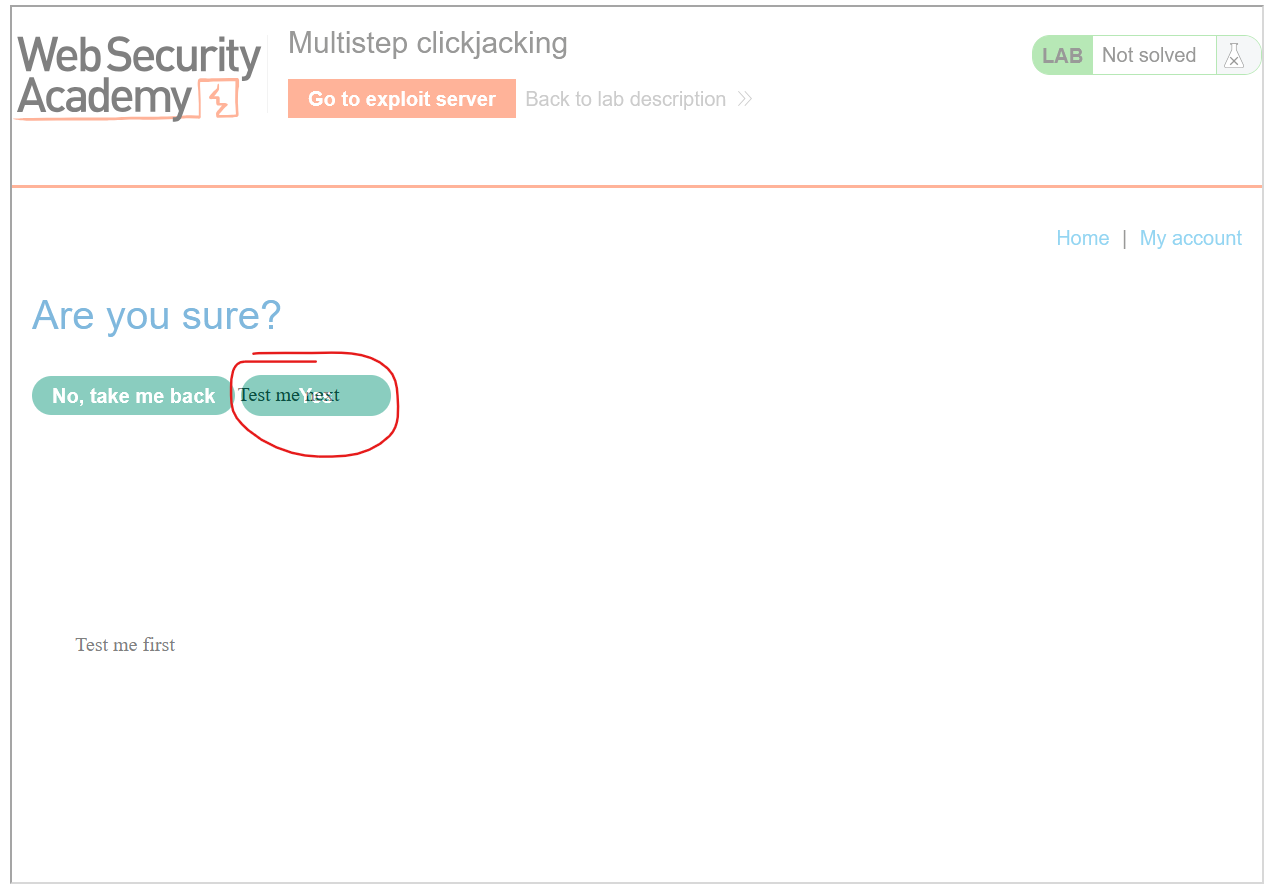 Web Security
Academy
Multistep clickjacking
Go to exploit server
Back to lab description
LAB
Not solved
Home | My account
Are you sure?
No, take me back
Test me next
Yes
Test me first